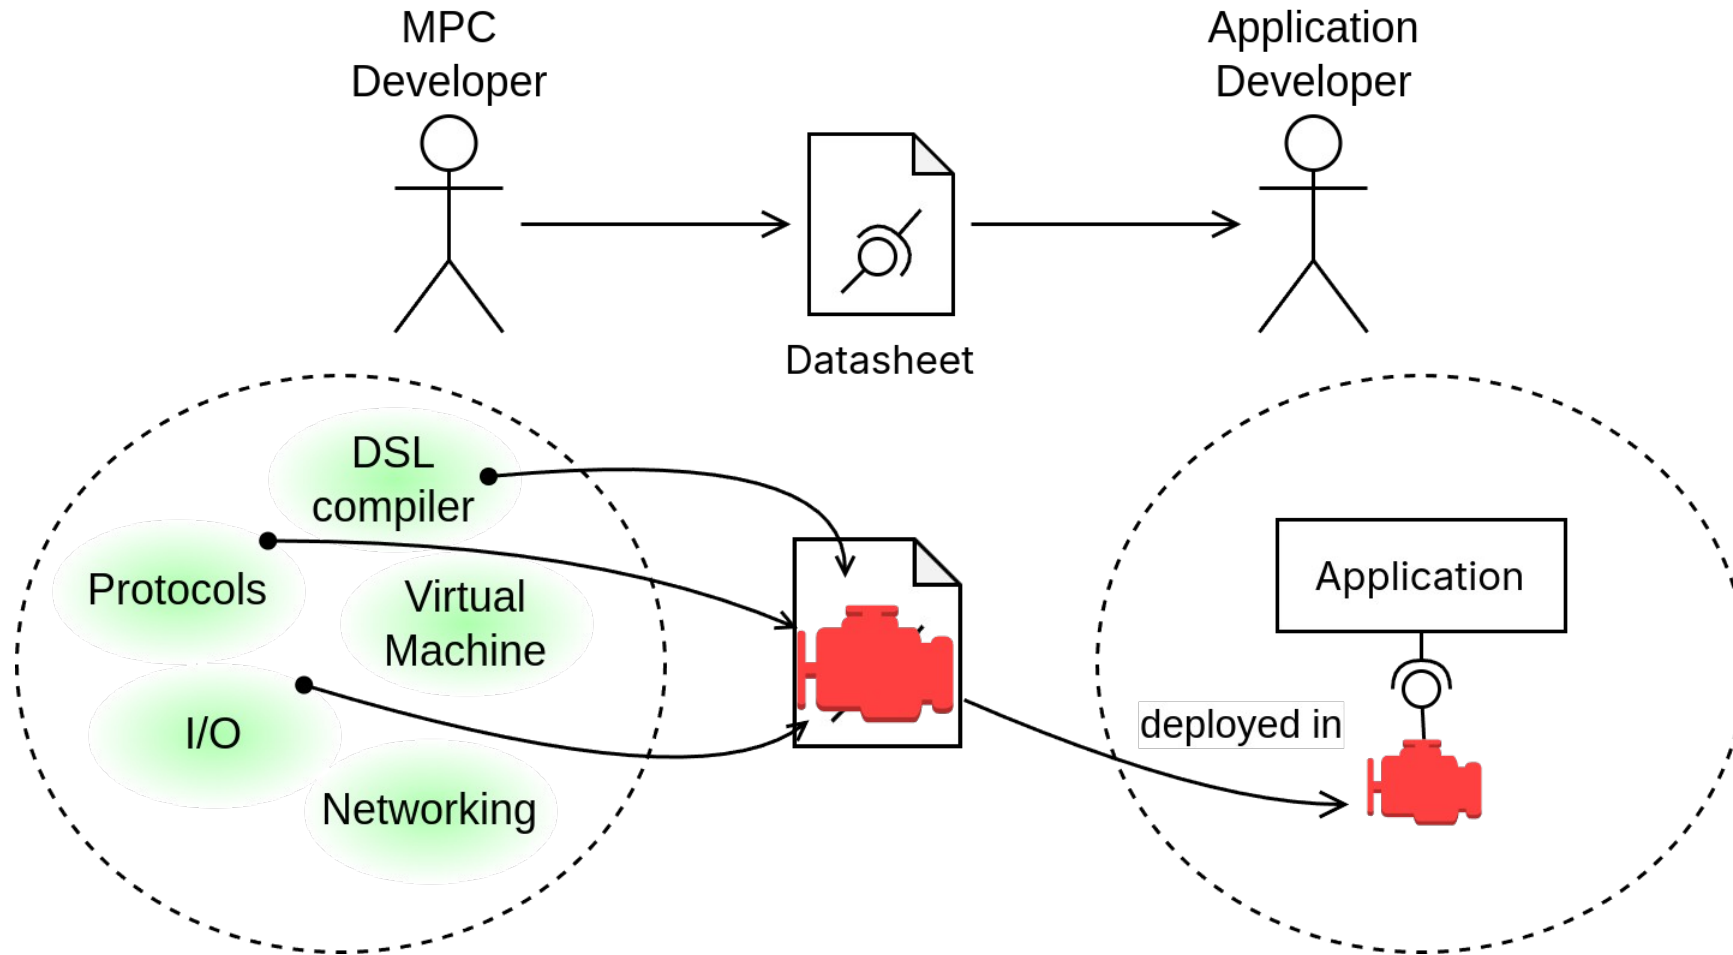 MPC
Developer
Application
Developer
Datasheet
DSL
compiler
Protocols
Virtual
Machine
I/O
Networking
Application
deployed in